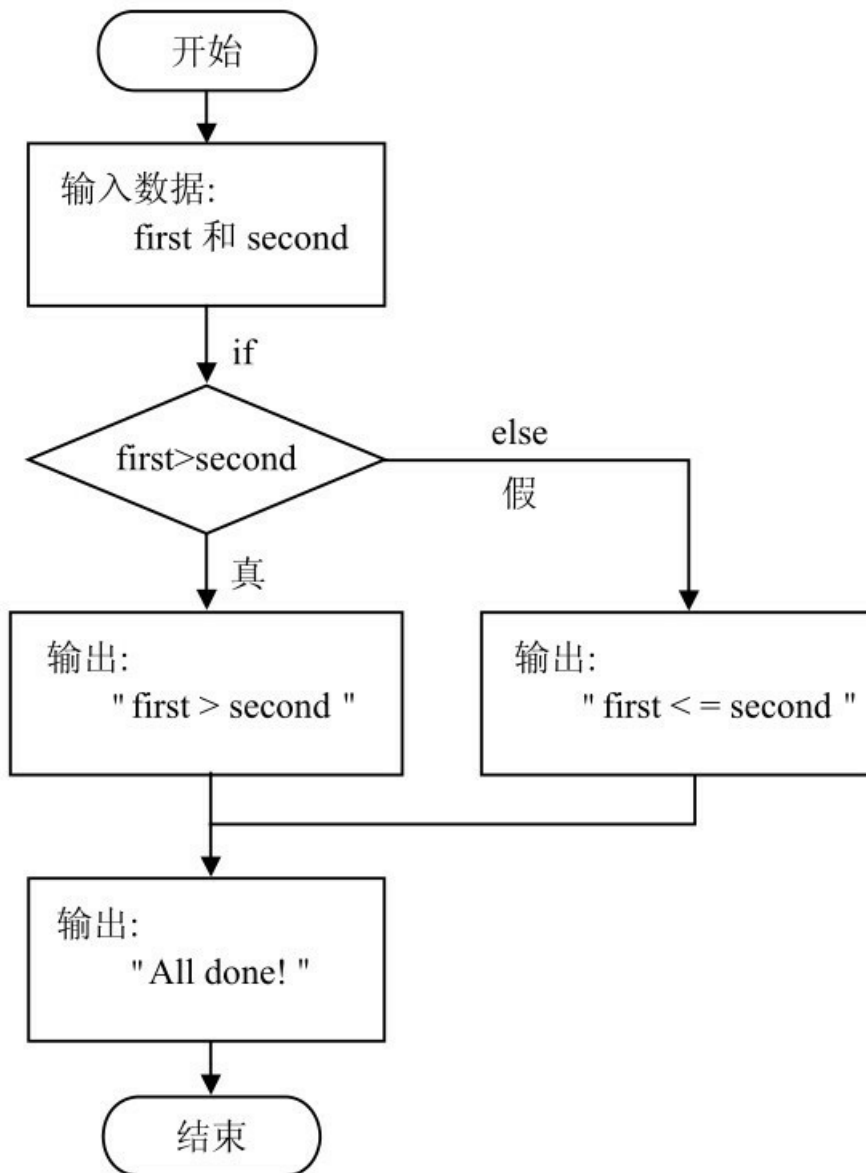 开始
输入数据:
first 和 second
if
first>second
else
假
真
输出:
" first > second "
输出:
" first < = second "
输出:
" All done! "
结束